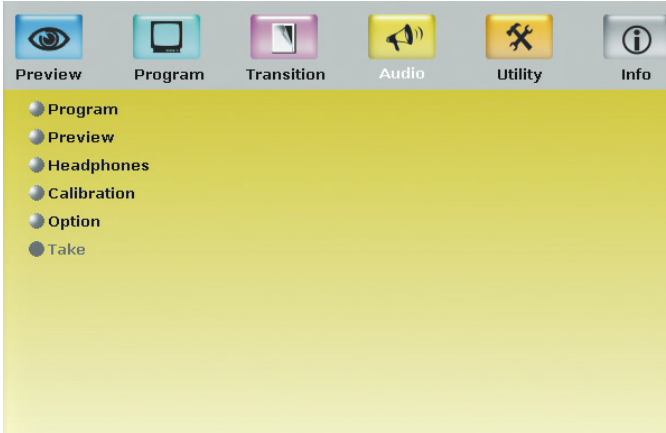 Preview Program Transition Audio Utility Info
Program
Preview
Headphones
Calibration
Option
Take